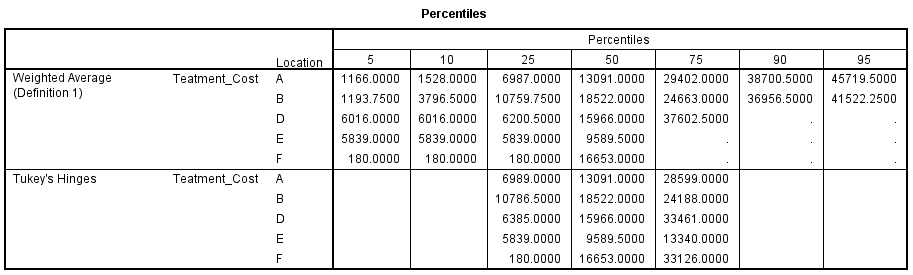 Percentiles
Percentiles
Location 5 10 25 50 75 90 95
Weighted Average Teatment_Cost A 1166.0000 1528.0000 6987.0000 13091.0000 29402.0000 38700.5000 45719.5000
(Definition 1) B 1193.7500 3796.5000 10759.7500 18522.0000 24663.0000 36956.5000 41522.2500
D 6016.0000 6016.0000 6200.5000 15966.0000 37602.5000 . .
E 5839.0000 5839.0000 5839.0000 9589.5000 . . .
F 180.0000 180.0000 180.0000 16653.0000 . . .
Tukey's Hinges Teatment_Cost A 6989.0000 13091.0000 28599.0000
B 10786.5000 18522.0000 24188.0000
D 6385.0000 15966.0000 33461.0000
E 5839.0000 9589.5000 13340.0000
F 180.0000 16653.0000 33126.0000